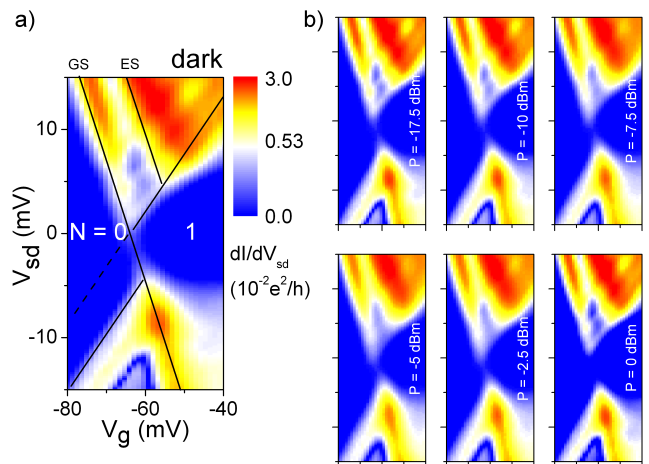 a)
GS ES dark
10
0
-10
V_sd (mV)
N = 0 1
-80 -60 -40
V_g (mV)
3.0
0.53
0.0
dI/dV_sd
(10⁻²e²/h)
b)
P = -17.5 dBm
P = -10 dBm
P = -7.5 dBm
P = -5 dBm
P = -2.5 dBm
P = 0 dBm